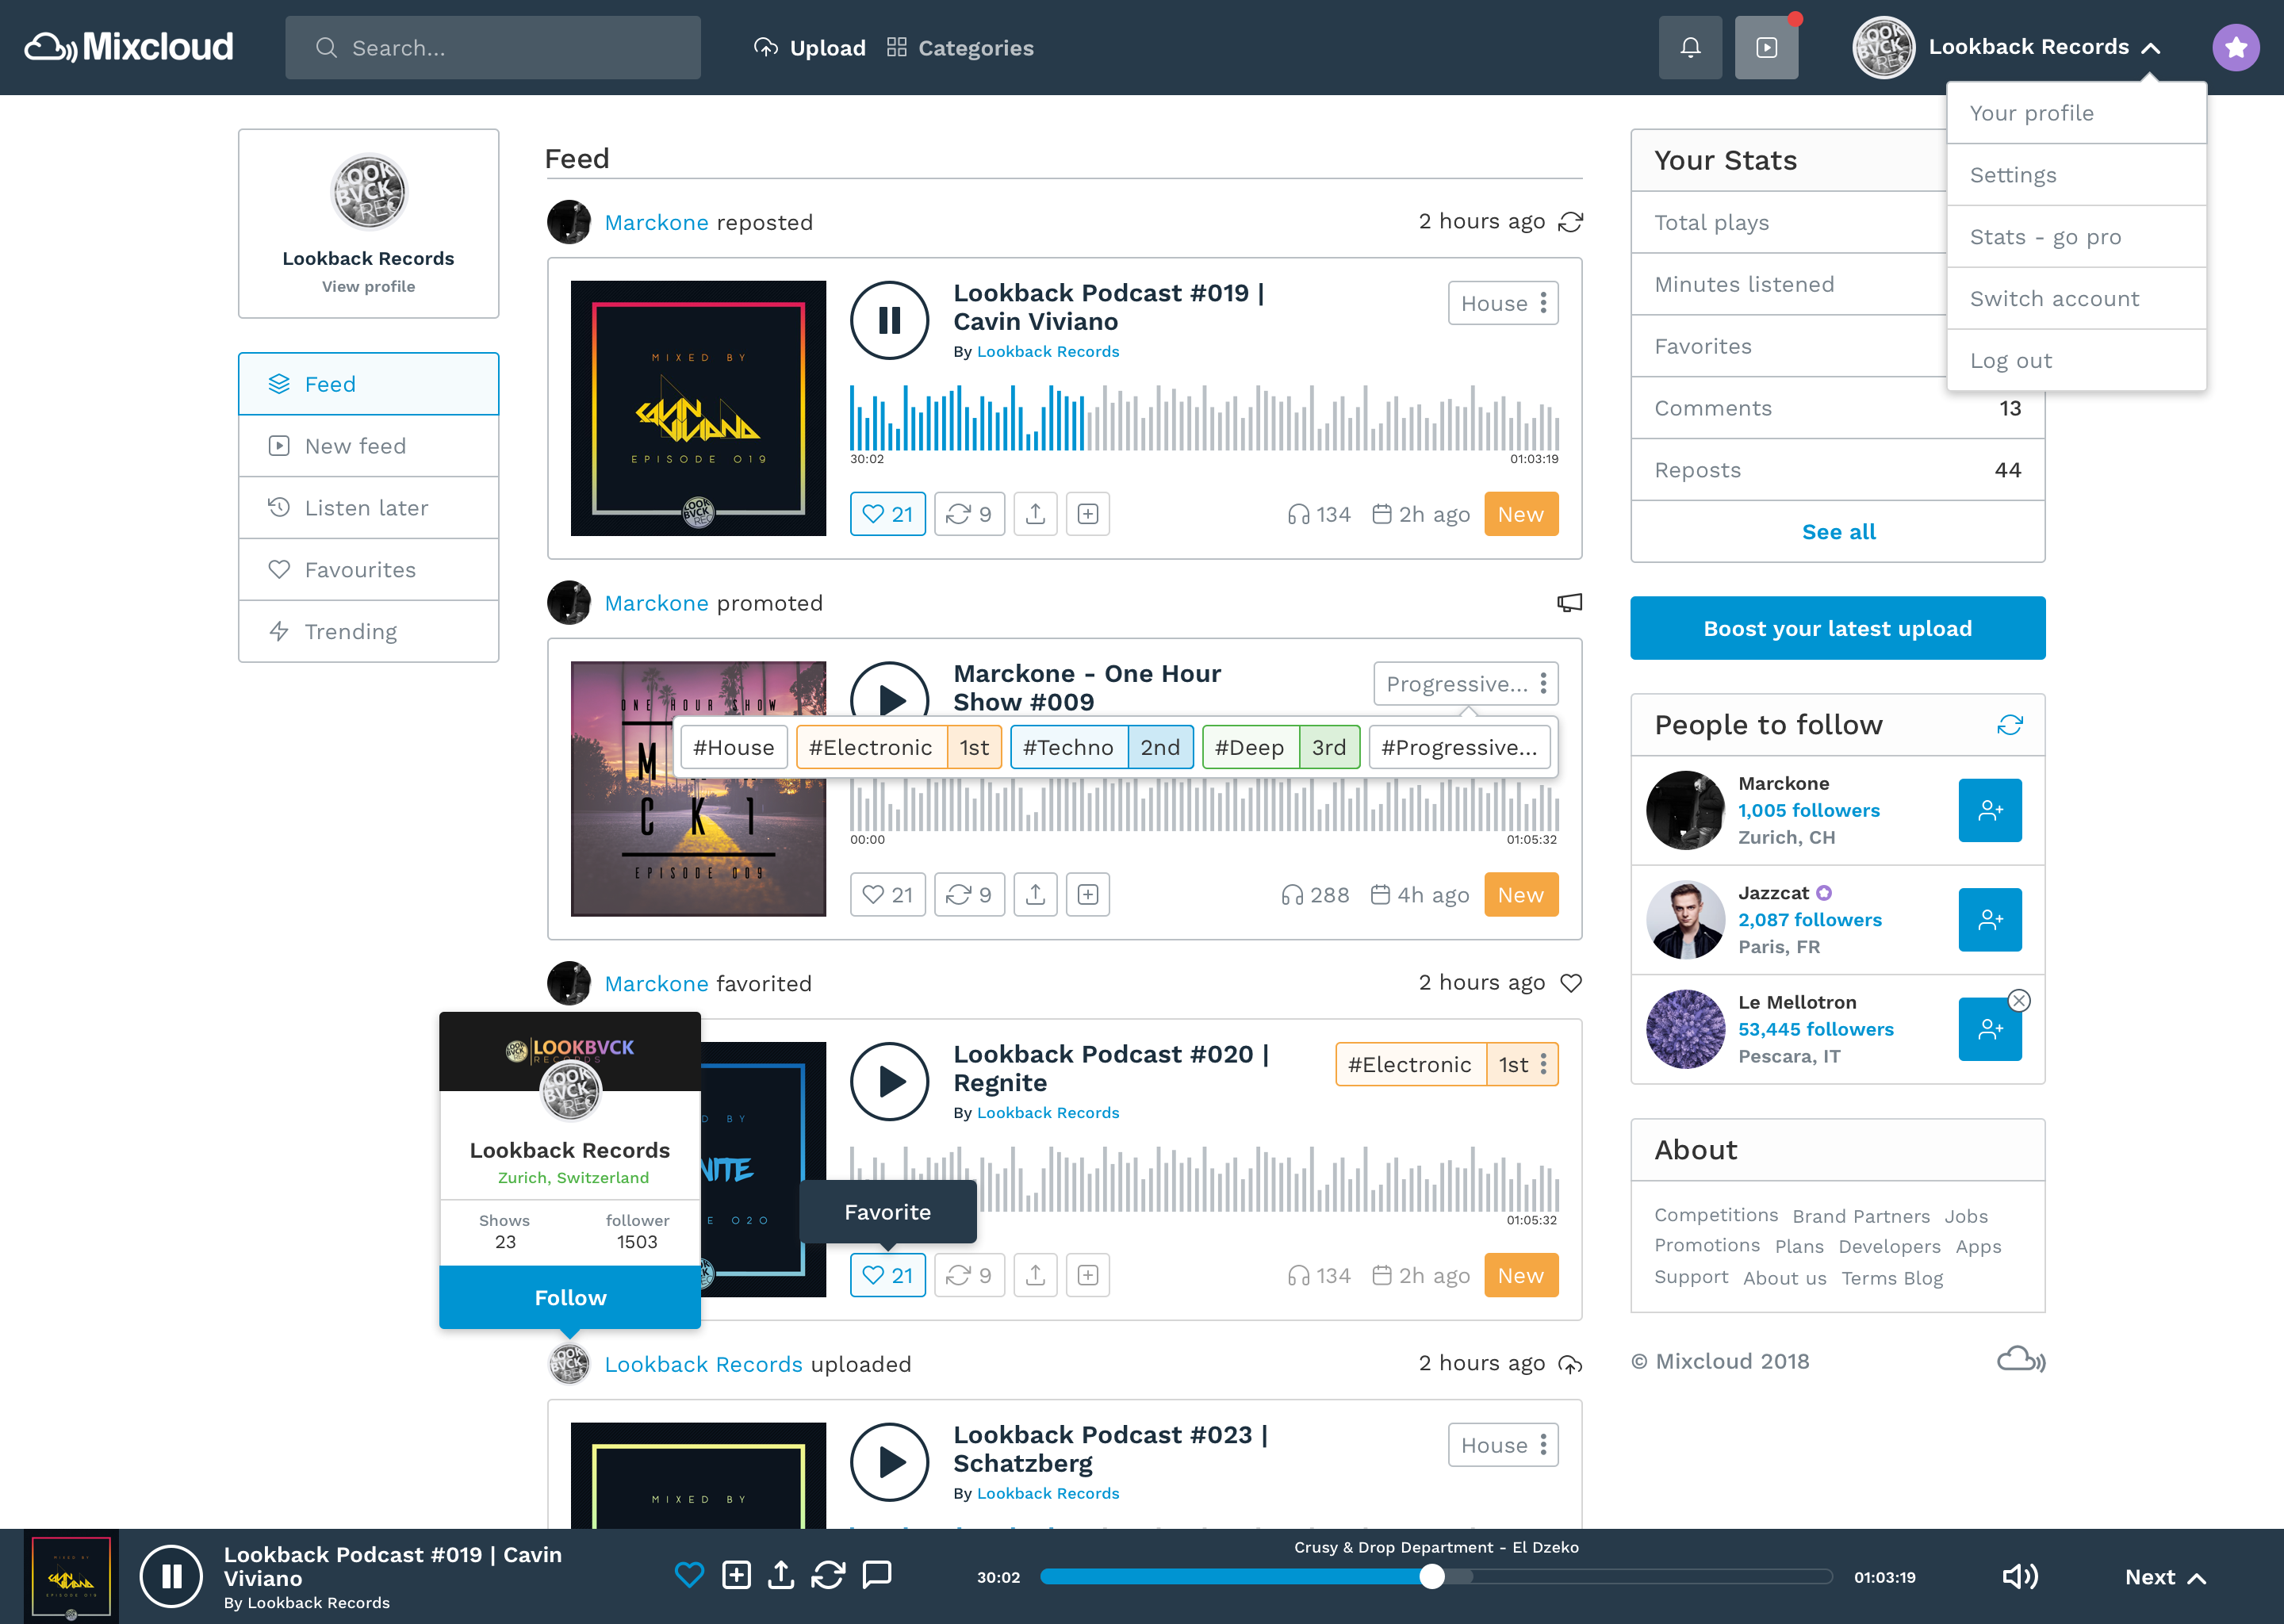 Mixcloud
Search...
Upload
Categories
Lookback Records
Your profile
Settings
Stats - go pro
Switch account
Log out
LOOK
BVCK
REC
Lookback Records
View profile
Feed
New feed
Listen later
Favourites
Trending
Feed
Marckone reposted
2 hours ago
MIXED BY
CAVIN
VIVIANO
EPISODE 019
Lookback Podcast #019 |
Cavin Viviano
By Lookback Records
House
30:02
01:03:19
21
9
134
2h ago
New
Marckone promoted
ONE HOUR SHOW
M
C K 1
EPISODE 009
Marckone - One Hour
Show #009
Progressive...
#House
#Electronic 1st
#Techno 2nd
#Deep 3rd
#Progressive...
00:00
01:05:32
21
9
288
4h ago
New
Marckone favorited
2 hours ago
Lookback Podcast #020 |
Regnite
By Lookback Records
#Electronic 1st
D BY
NITE
E 020
01:05:32
Favorite
21
9
134
2h ago
New
LOOKBVCK
RECORDS
LOOK
BVCK
REC
Lookback Records
Zurich, Switzerland
Shows
23
follower
1503
Follow
Lookback Records uploaded
2 hours ago
MIXED BY
Lookback Podcast #023 |
Schatzberg
By Lookback Records
House
Your Stats
Total plays
Minutes listened
Favorites
Comments 13
Reposts 44
See all
Boost your latest upload
People to follow
Marckone
1,005 followers
Zurich, CH
Jazzcat
2,087 followers
Paris, FR
Le Mellotron
53,445 followers
Pescara, IT
About
Competitions Brand Partners Jobs
Promotions Plans Developers Apps
Support About us Terms Blog
© Mixcloud 2018
Lookback Podcast #019 | Cavin
Viviano
By Lookback Records
Crusy & Drop Department - El Dzeko
30:02
01:03:19
Next